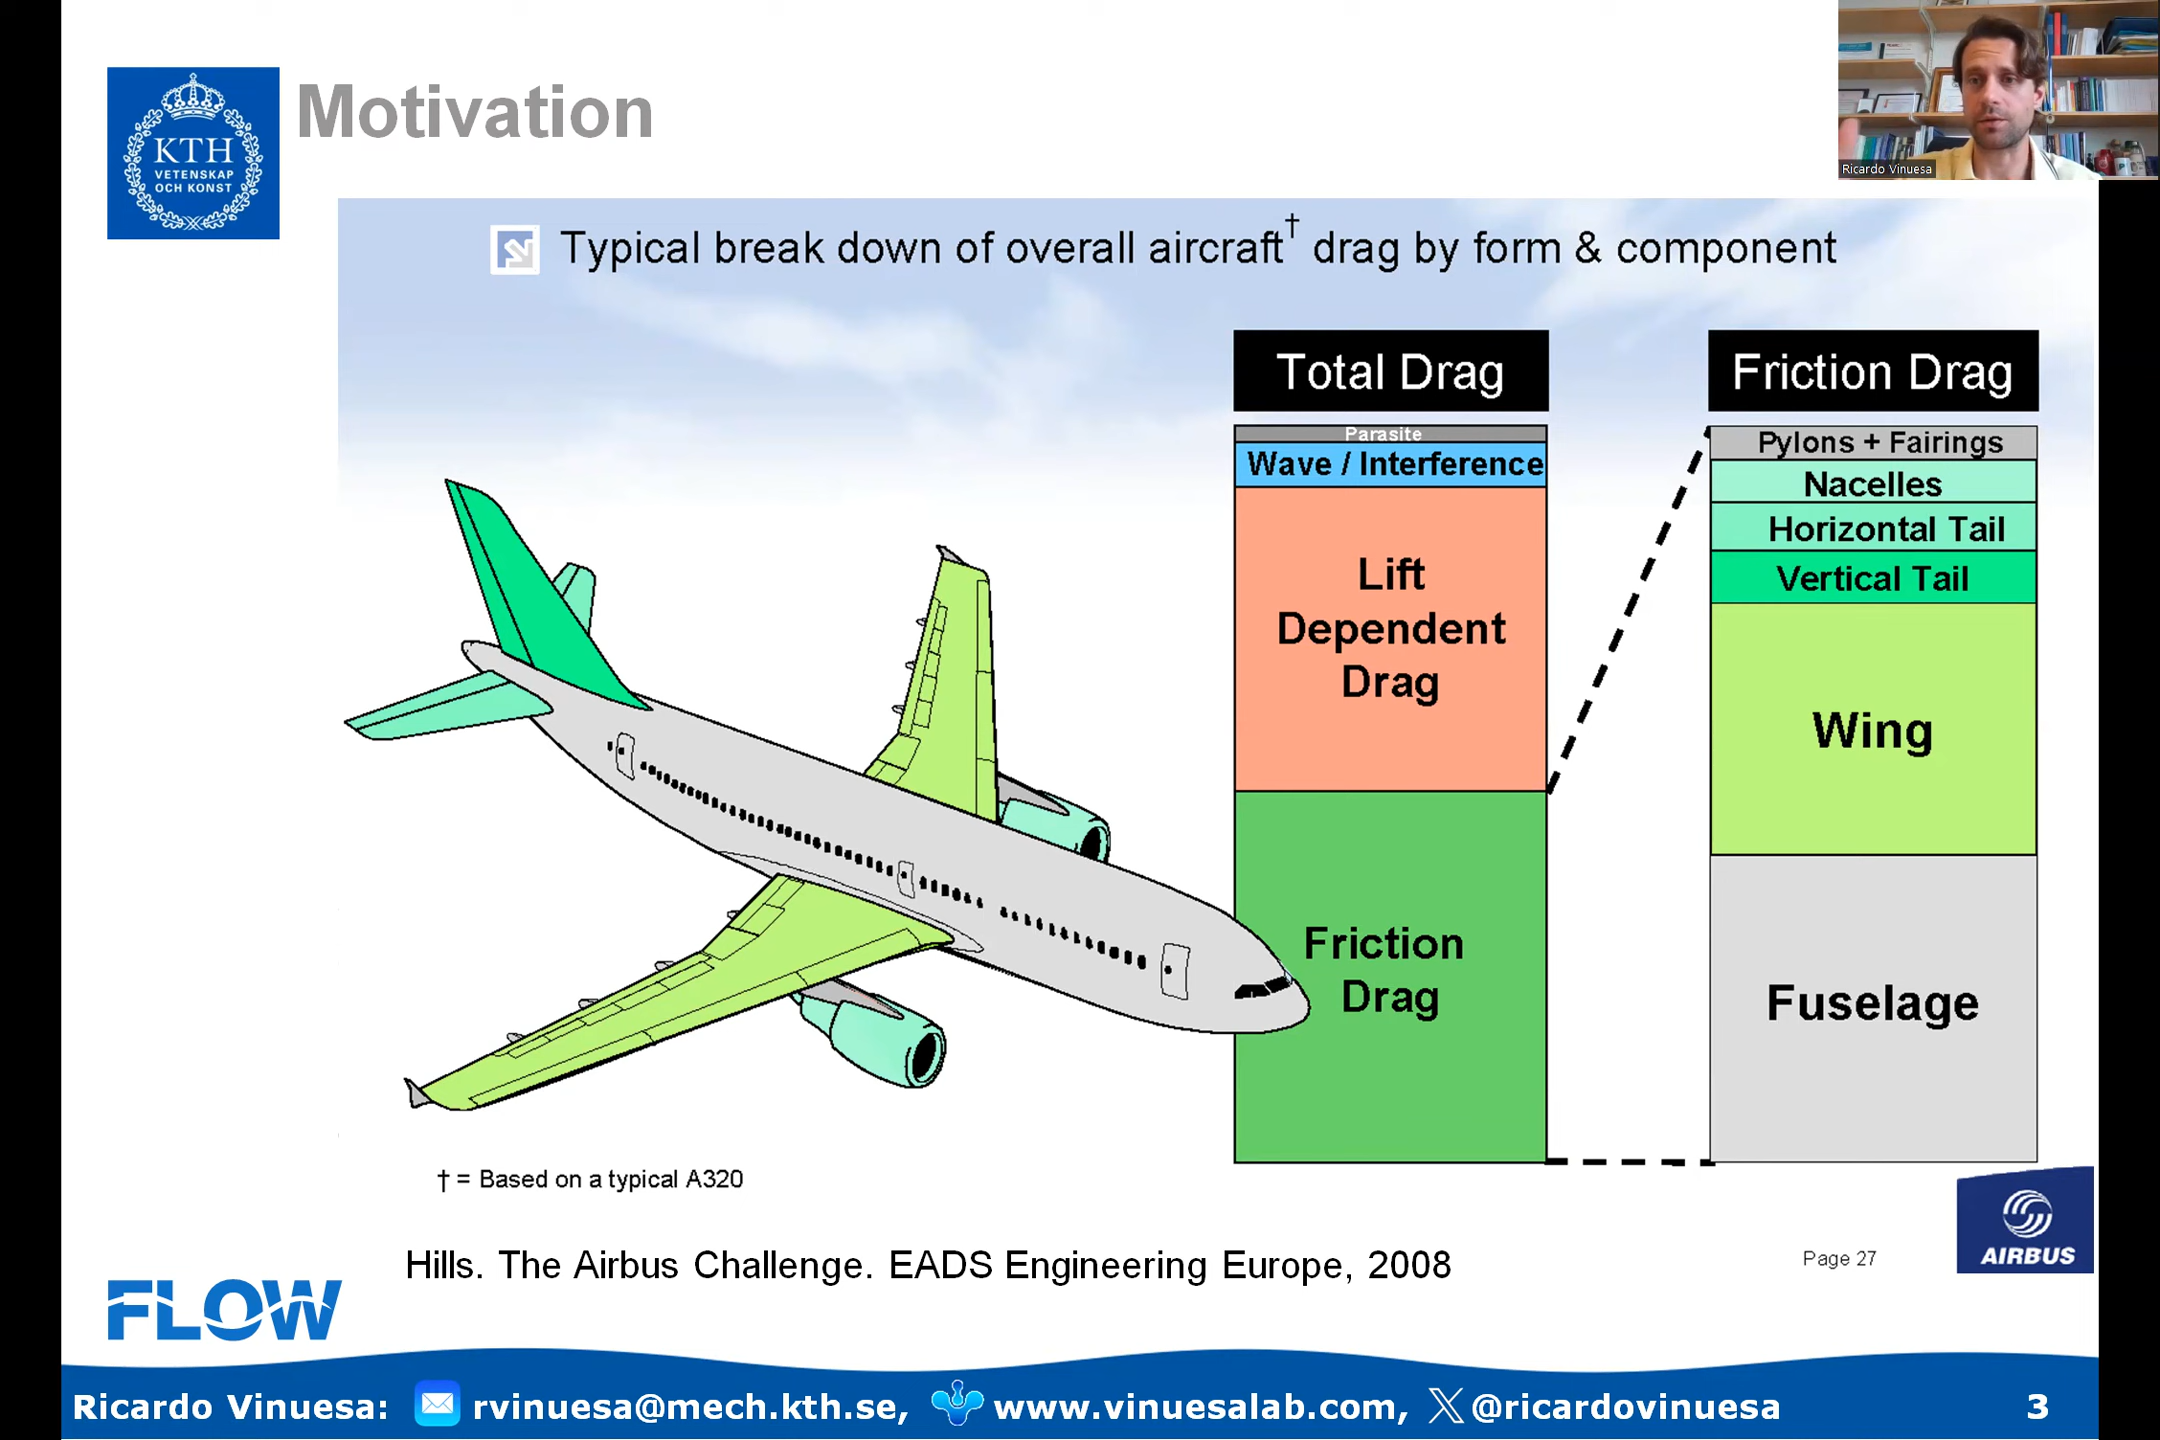 Motivation
KTH
VETENSKAP
OCH KONST
Ricardo Vinuesa
Typical break down of overall aircraft† drag by form & component
Total Drag
Parasite
Wave / Interference
Lift
Dependent
Drag
Friction
Drag
Friction Drag
Pylons + Fairings
Nacelles
Horizontal Tail
Vertical Tail
Wing
Fuselage
† = Based on a typical A320
Hills. The Airbus Challenge. EADS Engineering Europe, 2008
Page 27
AIRBUS
FLOW
Ricardo Vinuesa: rvinuesa@mech.kth.se, www.vinuesalab.com, @ricardovinuesa 3